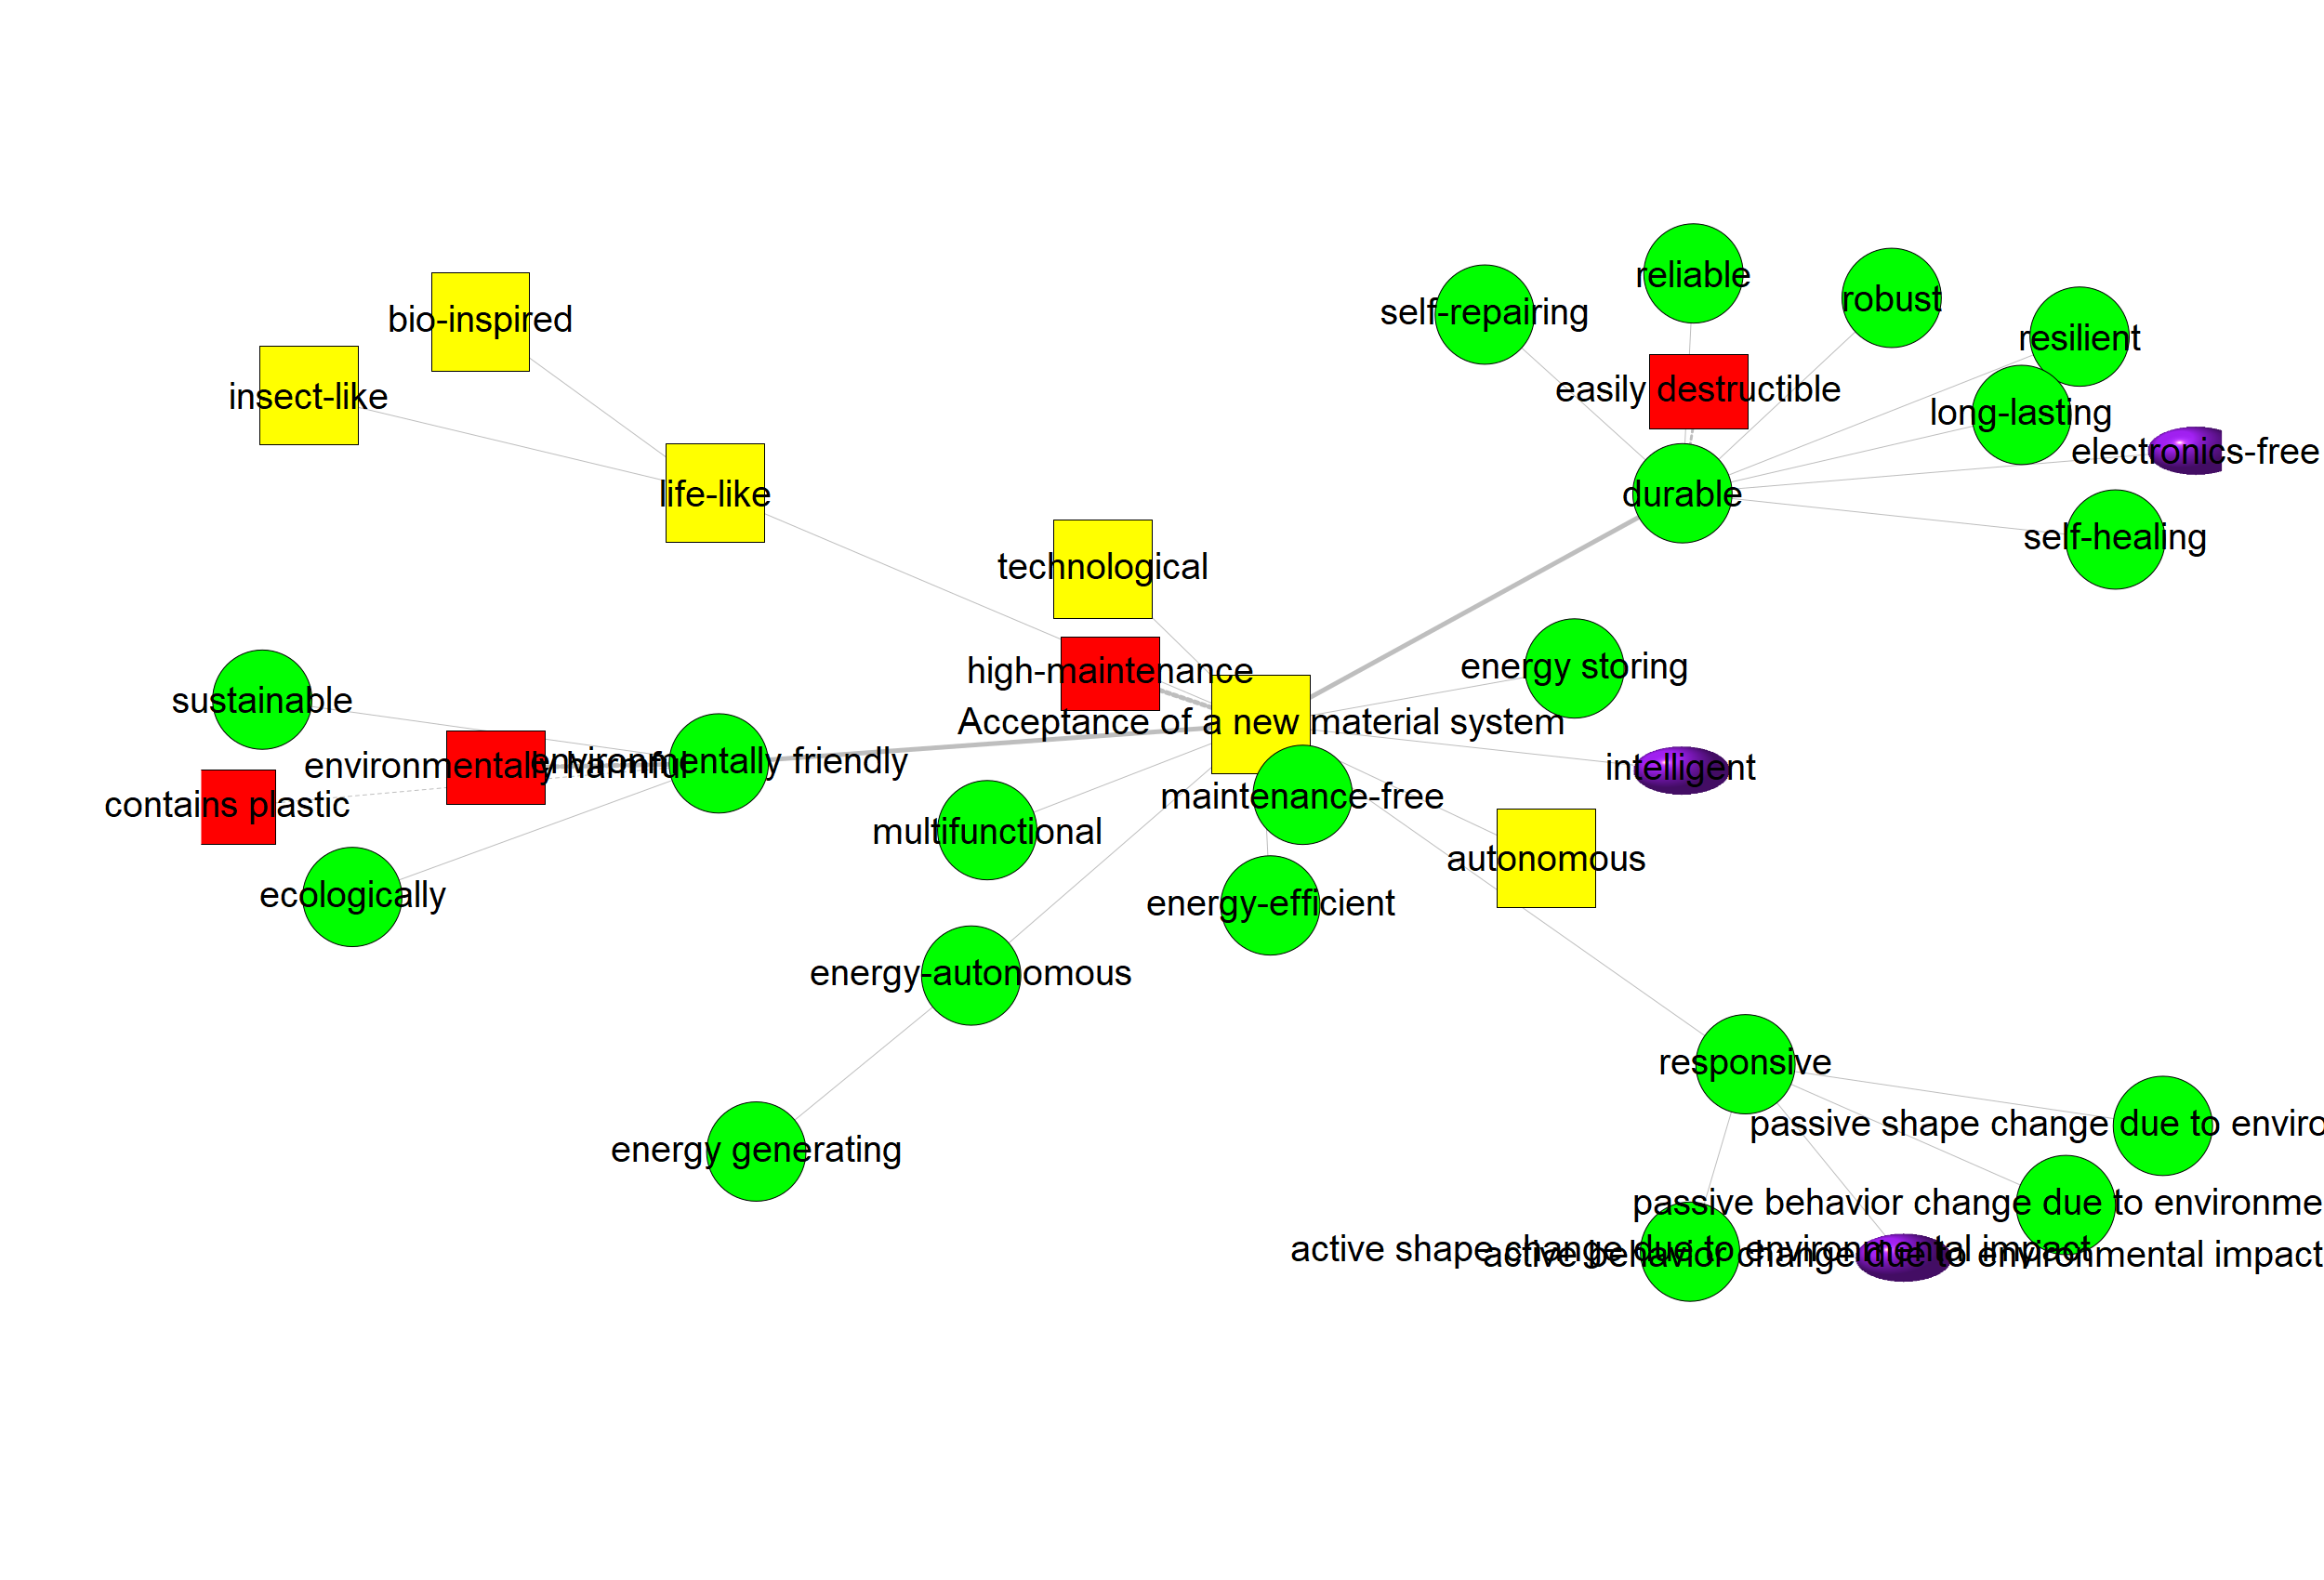 reliable
robust
self-repairing
bio-inspired
resilient
easily destructible
insect-like
long-lasting
electronics-free
life-like
durable
self-healing
technological
energy storing
high-maintenance
sustainable
Acceptance of a new material system
environmentally harmful
environmentally friendly
intelligent
contains plastic
maintenance-free
multifunctional
autonomous
ecologically
energy-efficient
energy-autonomous
responsive
passive shape change due to enviro
energy generating
passive behavior change due to environme
active shape change due to environmental impact
active behavior change due to environmental impact